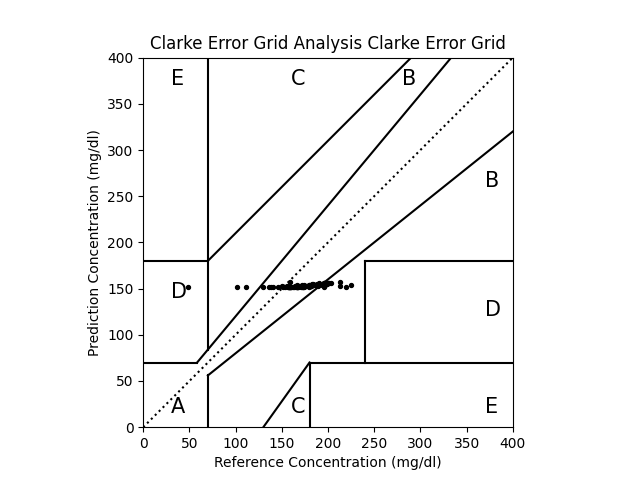 Clarke Error Grid Analysis Clarke Error Grid
400
350
300
250
200
150
100
50
0
Prediction Concentration (mg/dl)
E
C
B
B
D
D
A
C
E
0 50 100 150 200 250 300 350 400
Reference Concentration (mg/dl)